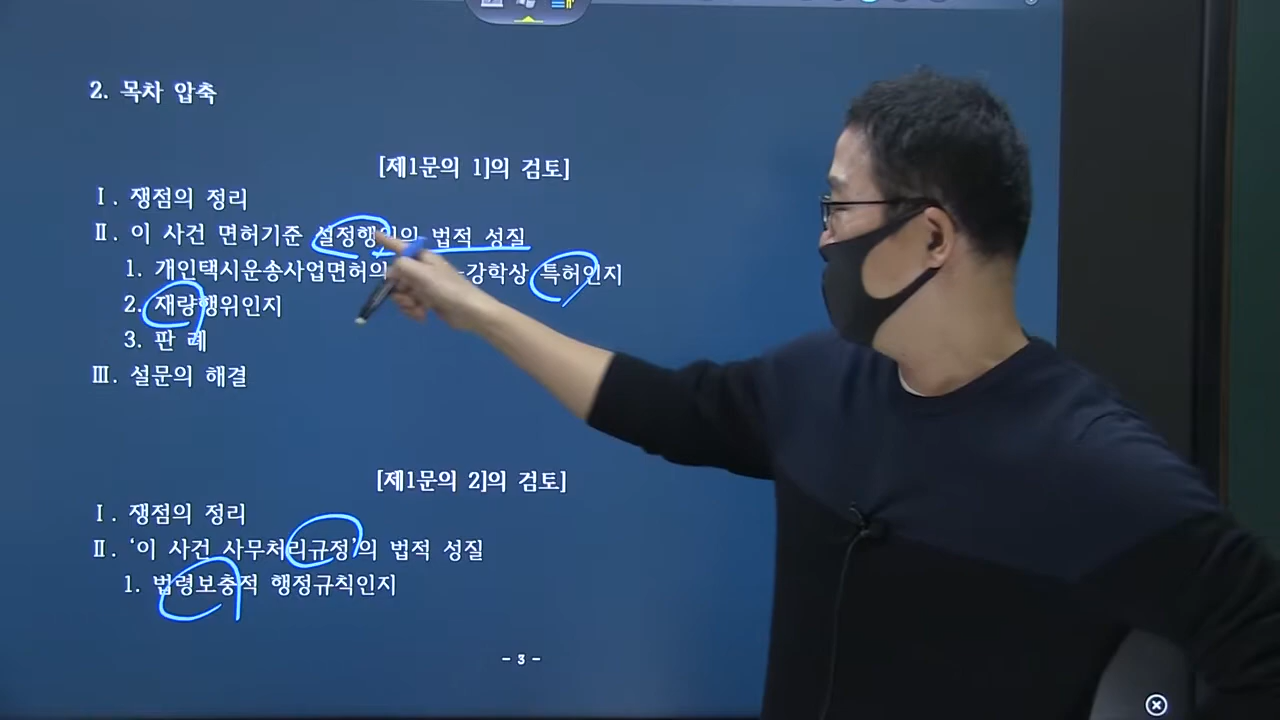 2. 목차 압축
[제1문의 1]의 검토]
Ⅰ. 쟁점의 정리
Ⅱ. 이 사건 면허기준 설정행위의 법적 성질
1. 개인택시운송사업면허의 강학상 특허인지
2. 재량행위인지
3. 판 례
Ⅲ. 설문의 해결
[제1문의 2]의 검토]
Ⅰ. 쟁점의 정리
Ⅱ. ‘이 사건 사무처리규정’의 법적 성질
1. 법령보충적 행정규칙인지
- 3 -